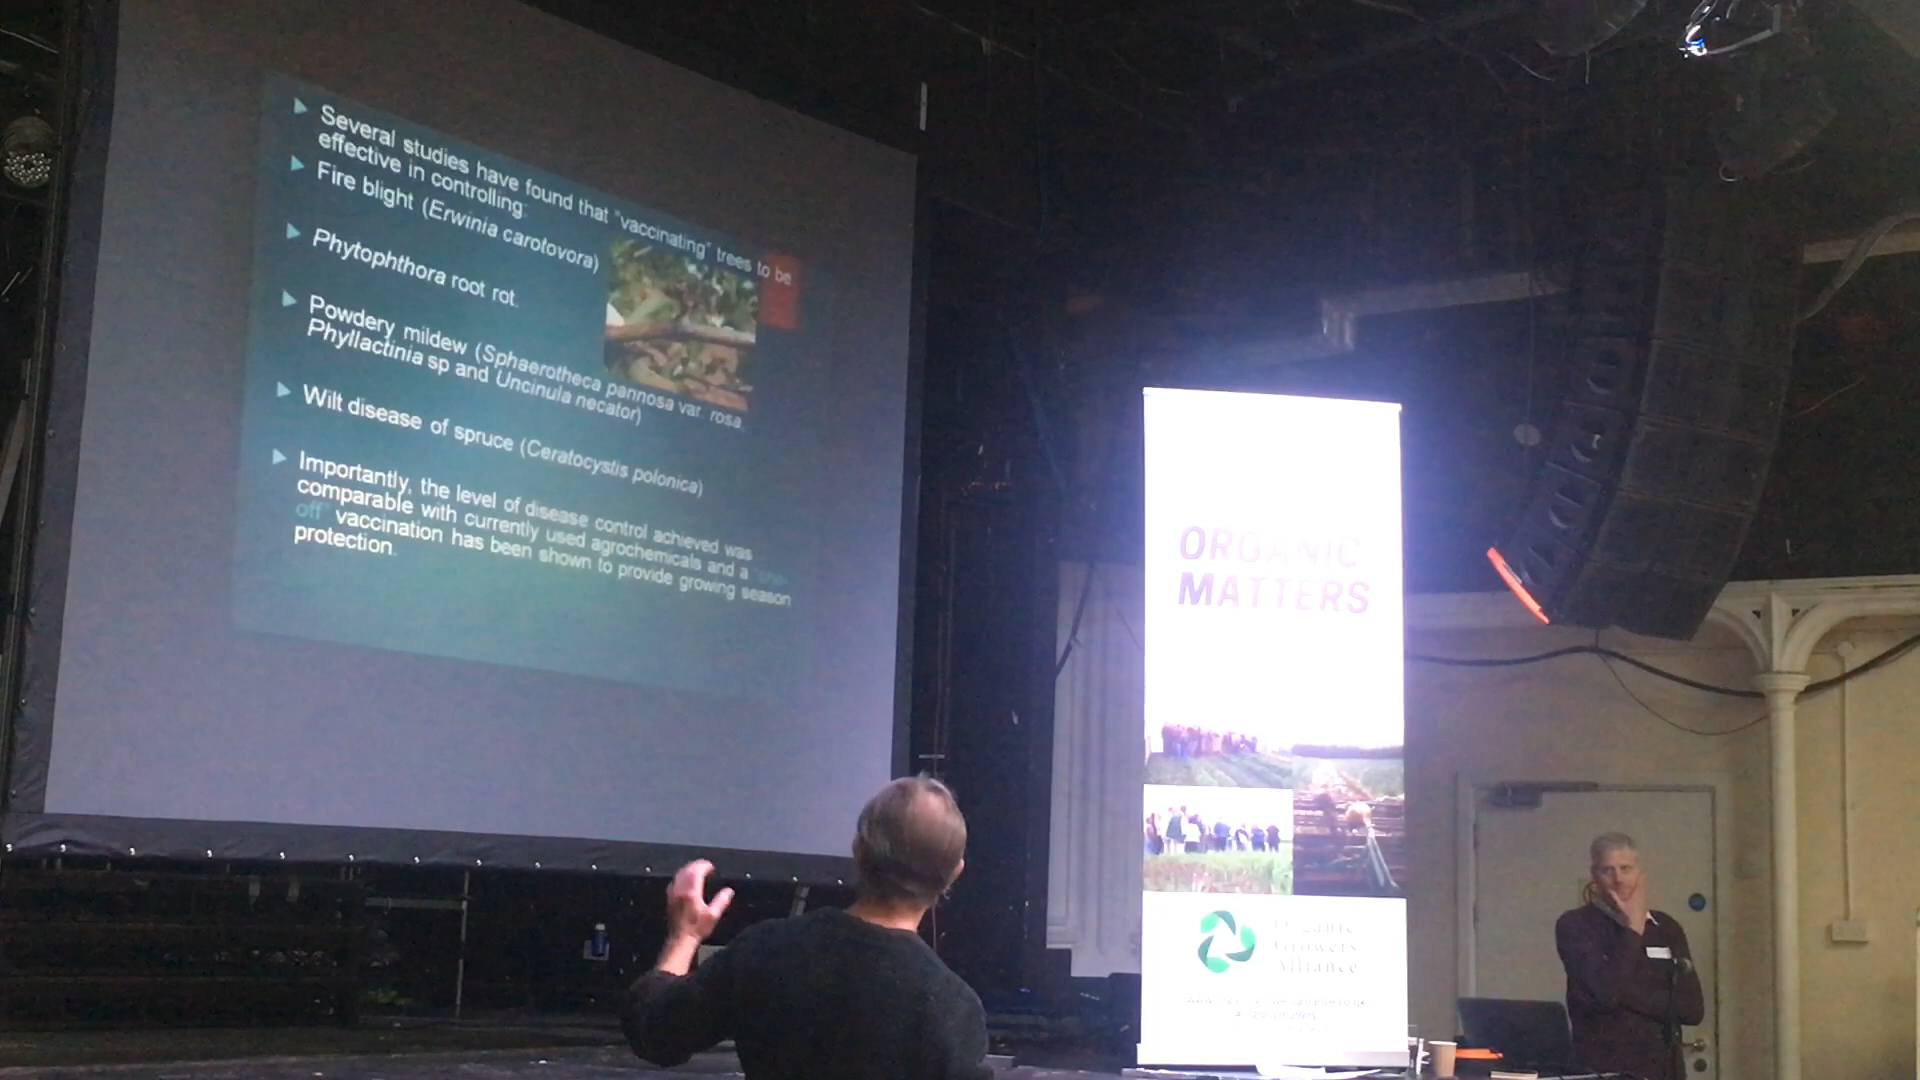 Several studies have found that "vaccinating" trees to be
effective in controlling:
Fire blight (Erwinia carotovora)
Phytophthora root rot.
Powdery mildew (Sphaerotheca pannosa var. rosa,
Phyllactinia sp and Uncinula necator)
Wilt disease of spruce (Ceratocystis polonica)
Importantly, the level of disease control achieved was
comparable with currently used agrochemicals and a
off" vaccination has been shown to provide growing season
protection.
ORGANIC
MATTERS
Organic
Growers
Alliance